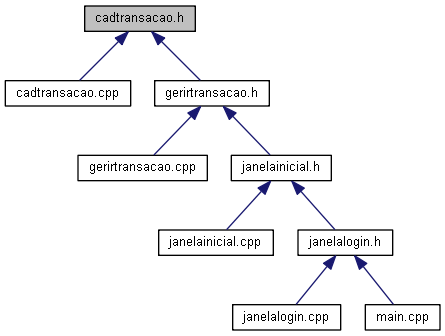 cadtransacao.h
cadtransacao.cpp
gerirtransacao.h
gerirtransacao.cpp
janelainicial.h
janelainicial.cpp
janelalogin.h
janelalogin.cpp
main.cpp